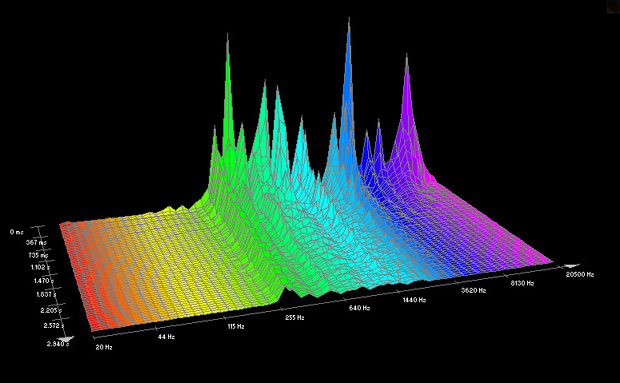 0 ms
367 ms
735 ms
1.102 s
1.470 s
1.837 s
2.205 s
2.572 s
2.940 s
20 Hz
44 Hz
115 Hz
255 Hz
640 Hz
1440 Hz
3620 Hz
8130 Hz
20500 Hz